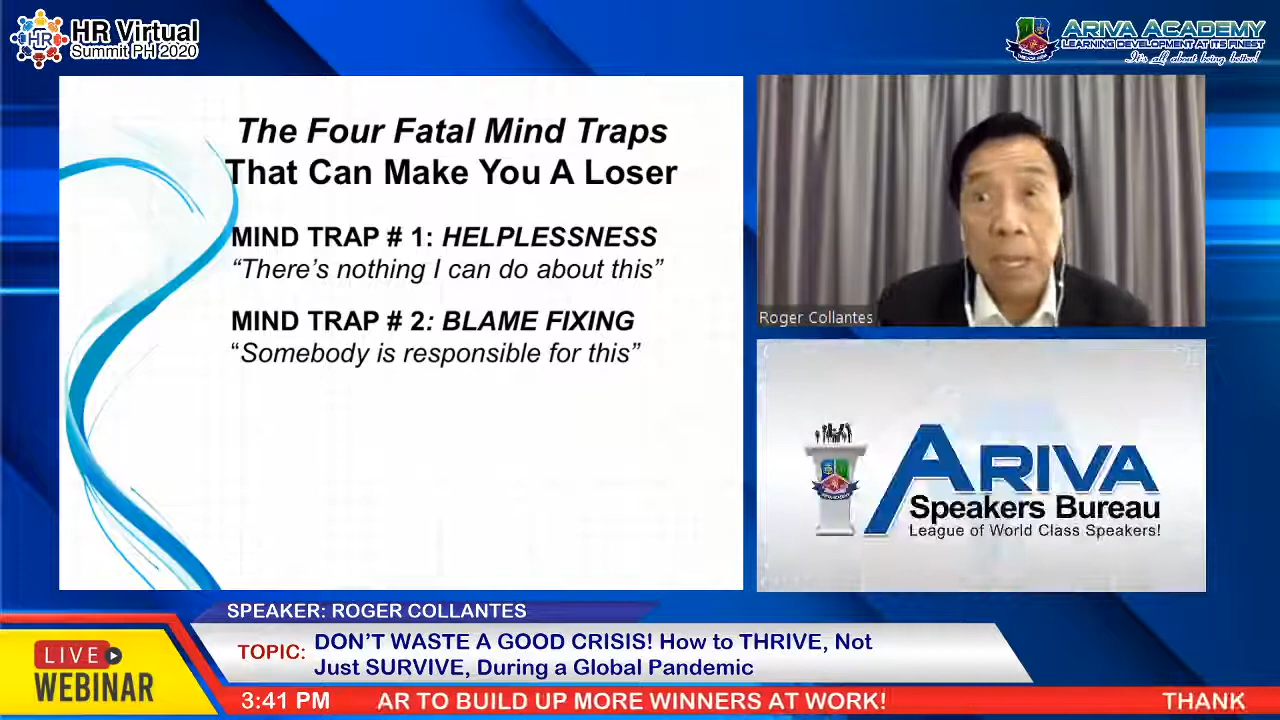 HR Virtual
Summit PH 2020
HR
ARIVA ACADEMY
LEARNING DEVELOPMENT AT ITS FINEST
It's all about being better!
The Four Fatal Mind Traps
That Can Make You A Loser
MIND TRAP # 1: HELPLESSNESS
“There’s nothing I can do about this”
MIND TRAP # 2: BLAME FIXING
“Somebody is responsible for this”
Roger Collantes
ARIVA
Speakers Bureau
League of World Class Speakers!
SPEAKER: ROGER COLLANTES
TOPIC: DON’T WASTE A GOOD CRISIS! How to THRIVE, Not
Just SURVIVE, During a Global Pandemic
LIVE
WEBINAR
3:41 PM AR TO BUILD UP MORE WINNERS AT WORK! THANK